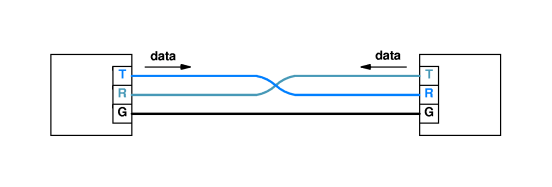 data data
T T
R R
G G